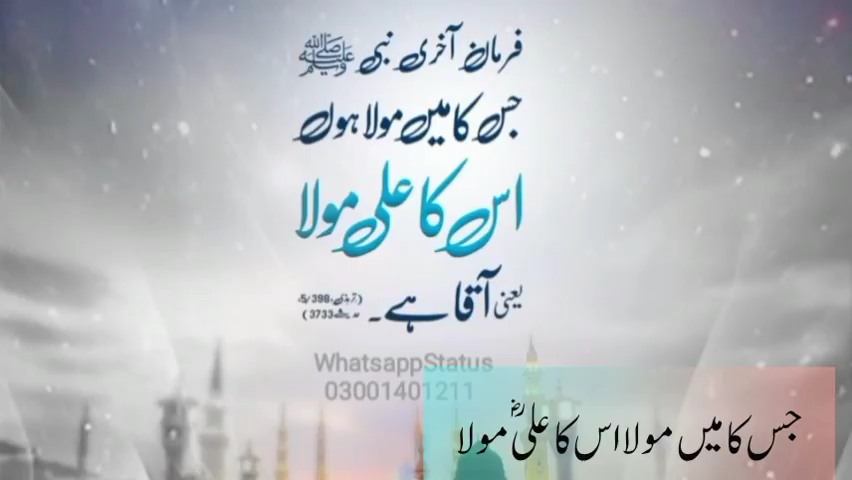 فرمان آخری نبی ﷺ
جس کا میں مولا ہوں
اس کا علی مولا
یعنی آقا ہے۔ (ترمذی، 5/398، حدیث 3733)
WhatsappStatus
03001401211
جس کا میں مولا اس کا علیؓ مولا